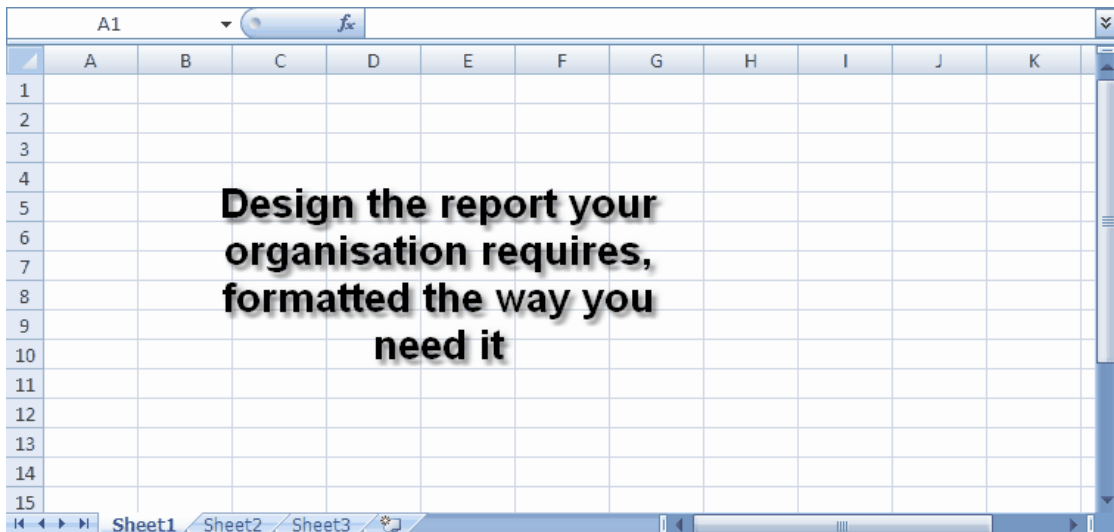 A1 fx
A B C D E F G H I J K
1
2
3
4
5
6
7
8
9
10
11
12
13
14
15
Design the report your
organisation requires,
formatted the way you
need it
Sheet1 Sheet2 Sheet3